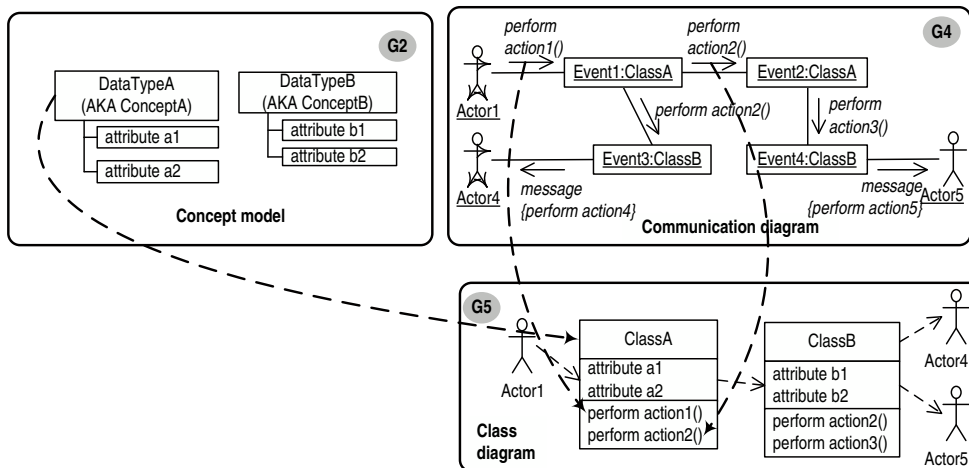 G2
DataTypeA
(AKA ConceptA)
attribute a1
attribute a2
DataTypeB
(AKA ConceptB)
attribute b1
attribute b2
Concept model
G4
perform
action1()
perform
action2()
Actor1
Event1:ClassA
Event2:ClassA
perform action2()
perform
action3()
Actor4
Event3:ClassB
Event4:ClassB
Actor5
message
{perform action4}
message
{perform action5}
Communication diagram
G5
Actor1
ClassA
attribute a1
attribute a2
perform action1()
perform action2()
ClassB
attribute b1
attribute b2
perform action2()
perform action3()
Actor4
Actor5
Class
diagram